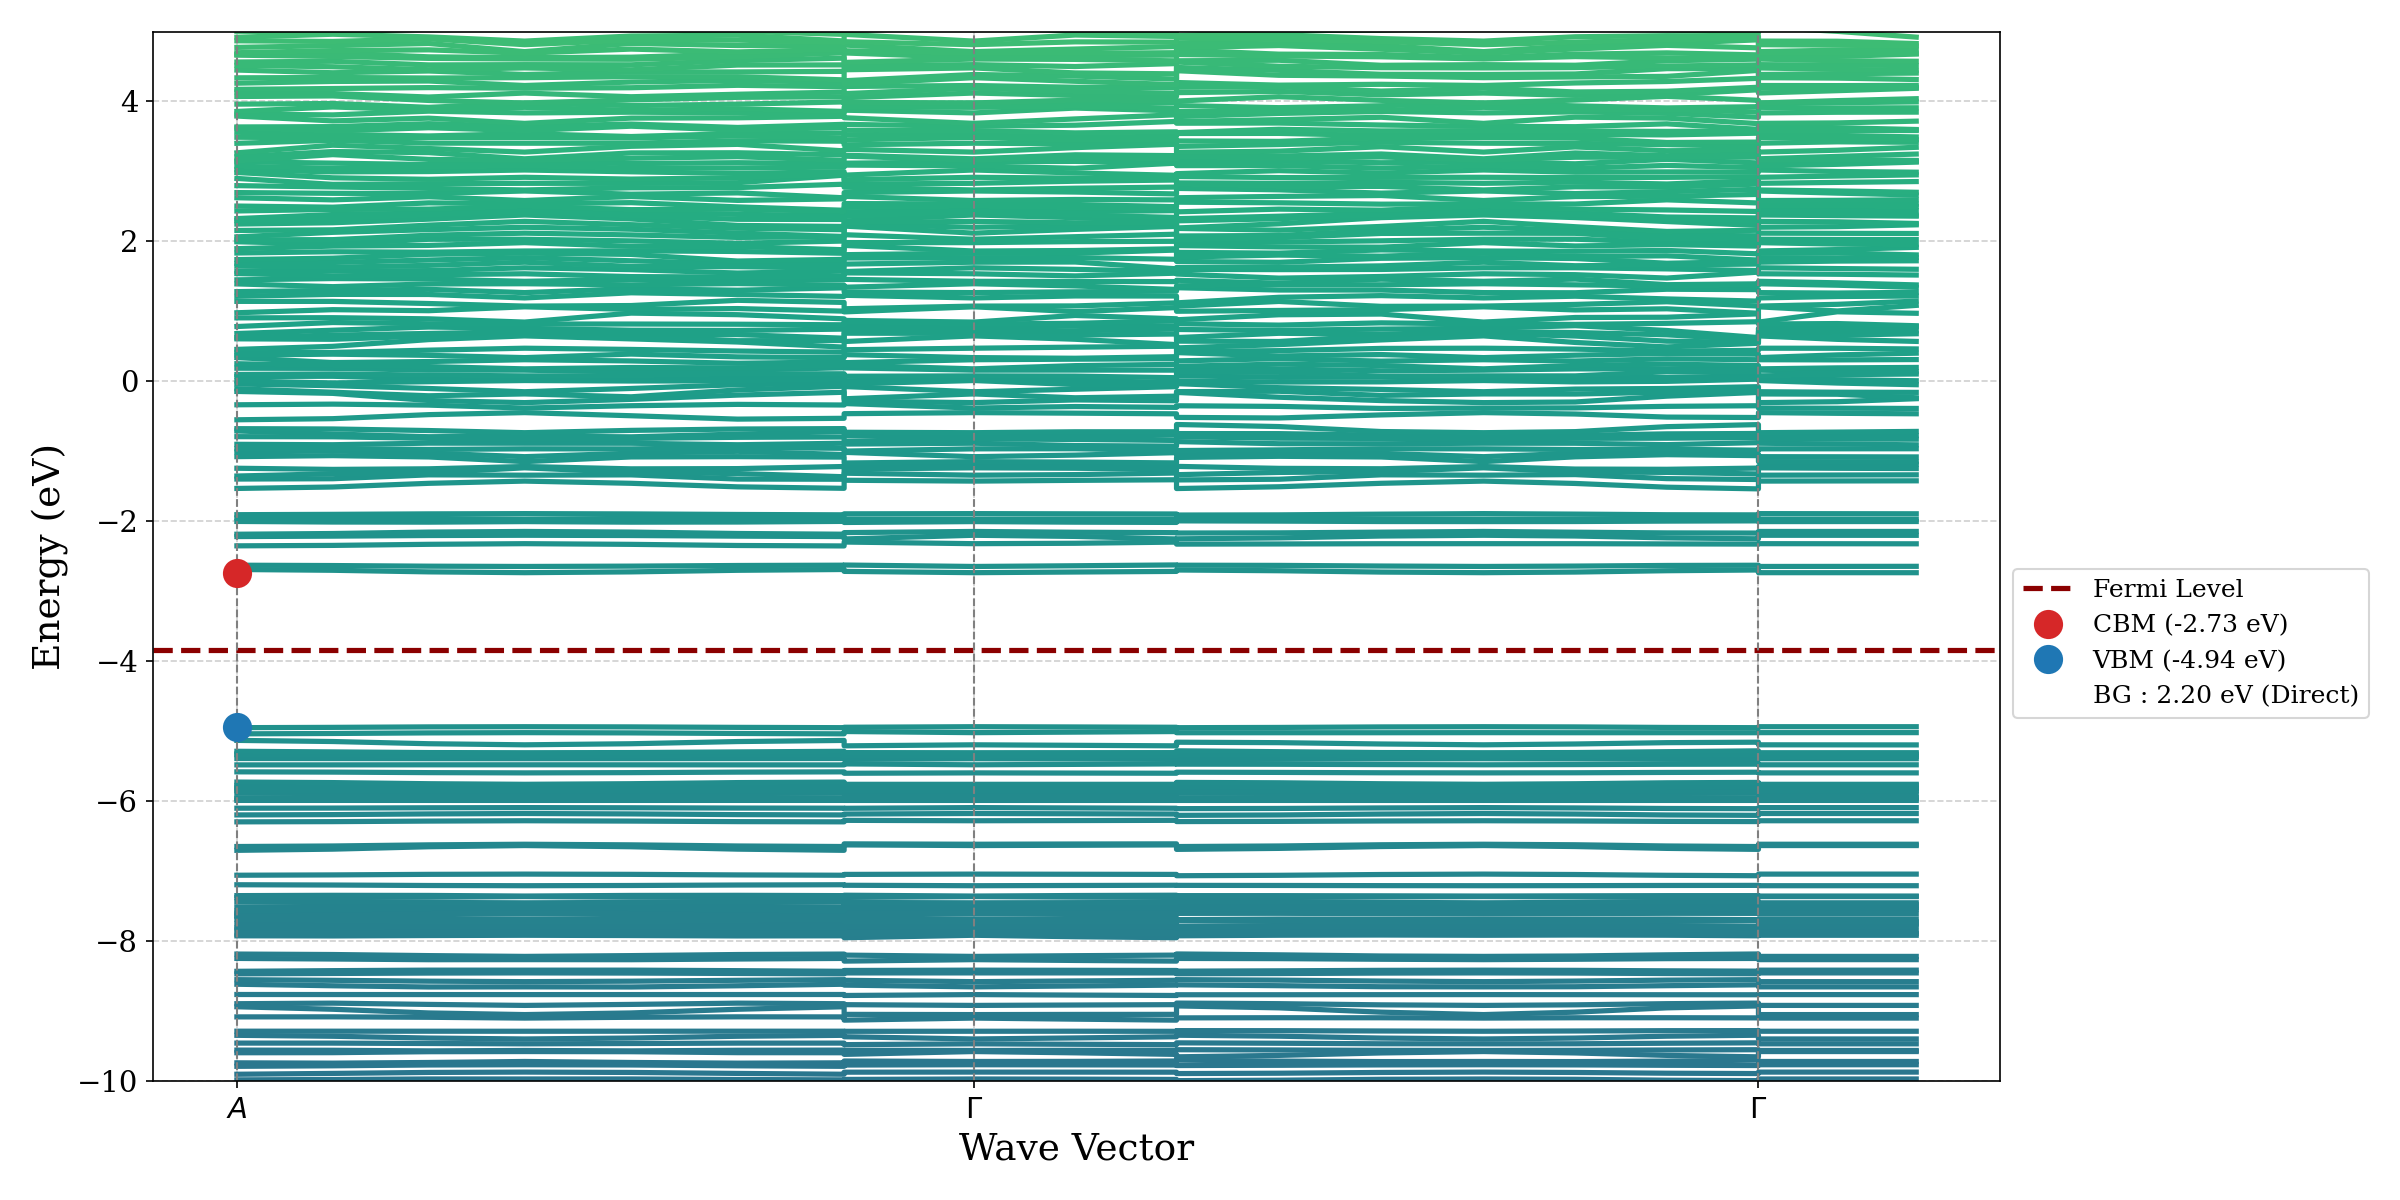 4
2
0
−2
−4
−6
−8
−10
Energy (eV)
A
Γ
Γ
Wave Vector
Fermi Level
CBM (-2.73 eV)
VBM (-4.94 eV)
BG : 2.20 eV (Direct)